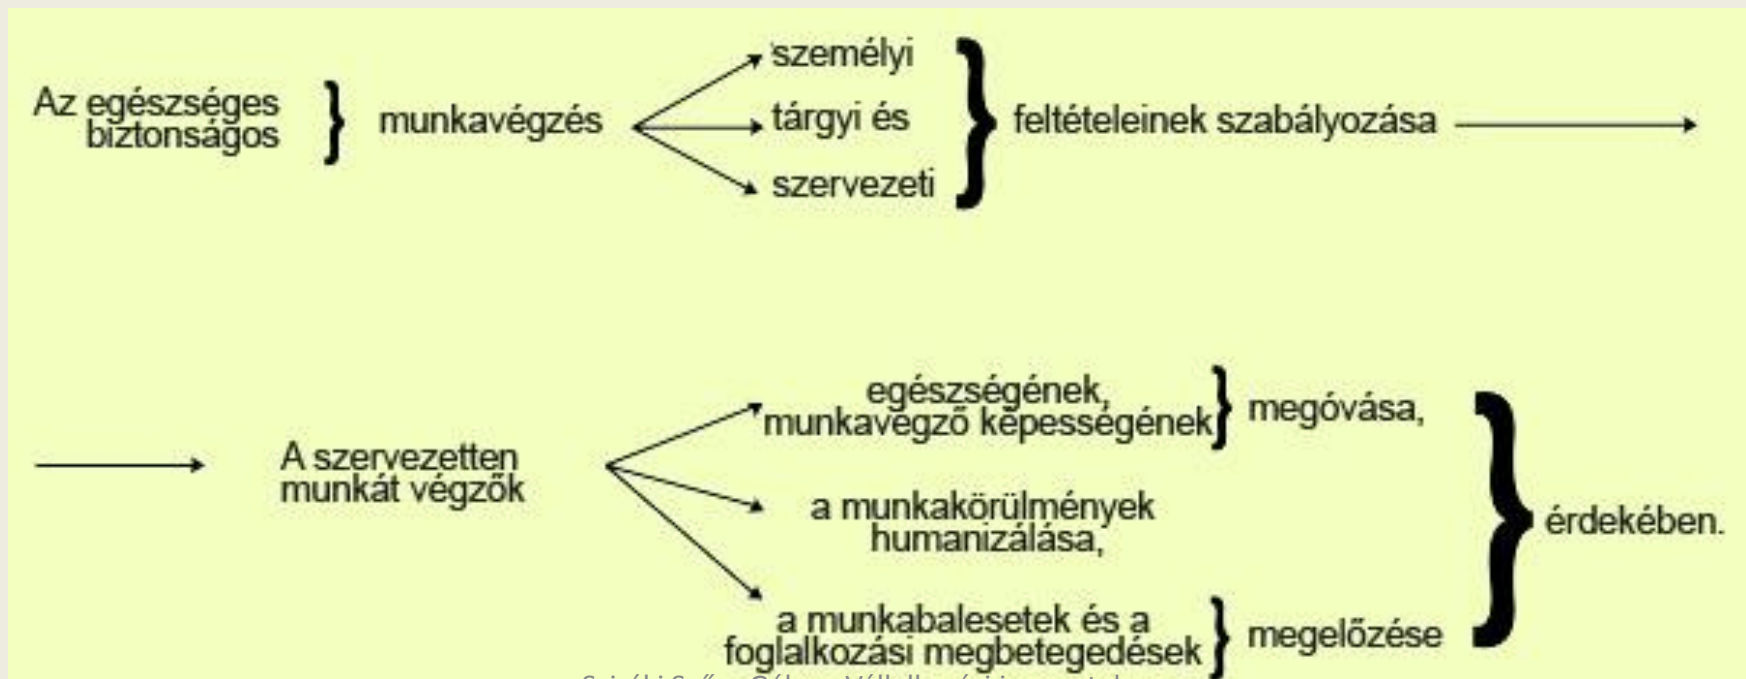 Az egészséges
biztonságos
munkavégzés
személyi
tárgyi és
szervezeti
feltételeinek szabályozása
A szervezetten
munkát végzők
egészségének,
munkavégző képességének
megóvása,
a munkakörülmények
humanizálása,
a munkabalesetek és a
foglalkozási megbetegedések
megelőzése
érdekében.